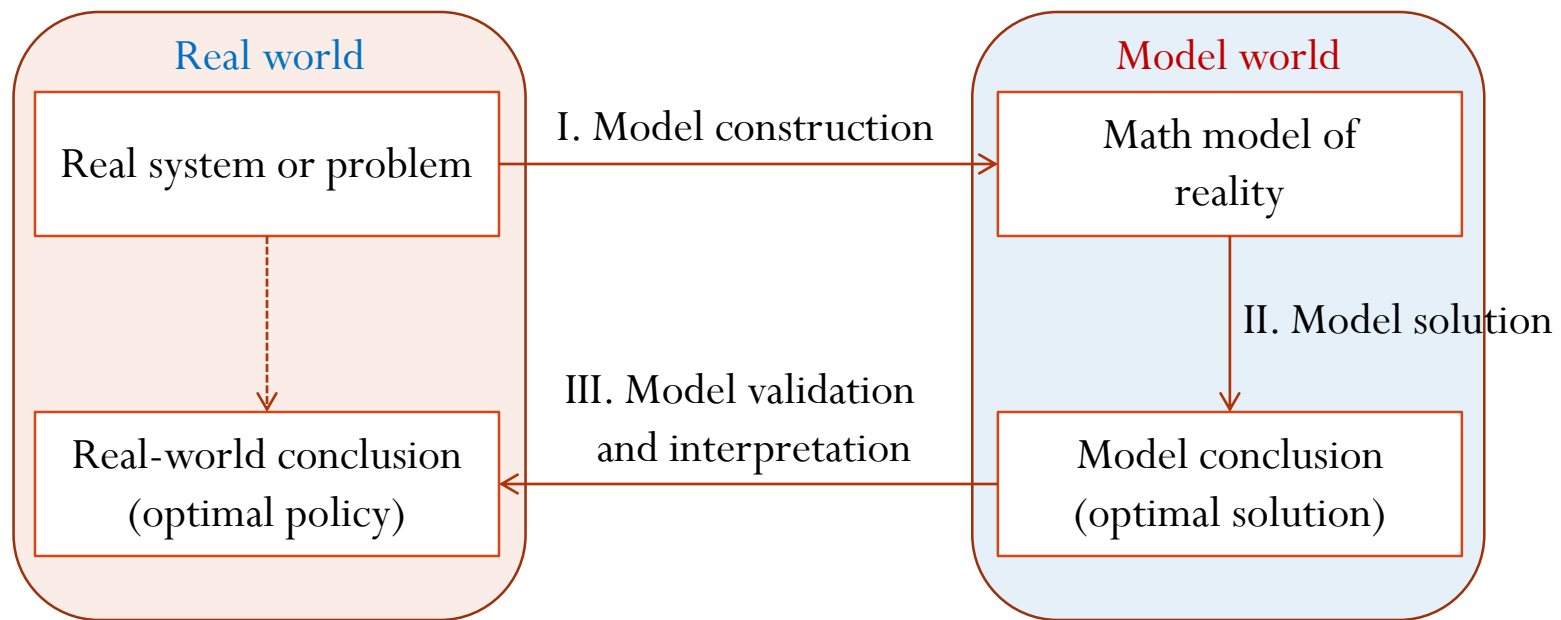 Real world
Model world
Real system or problem
I. Model construction
Math model of
reality
II. Model solution
III. Model validation
and interpretation
Real-world conclusion
(optimal policy)
Model conclusion
(optimal solution)